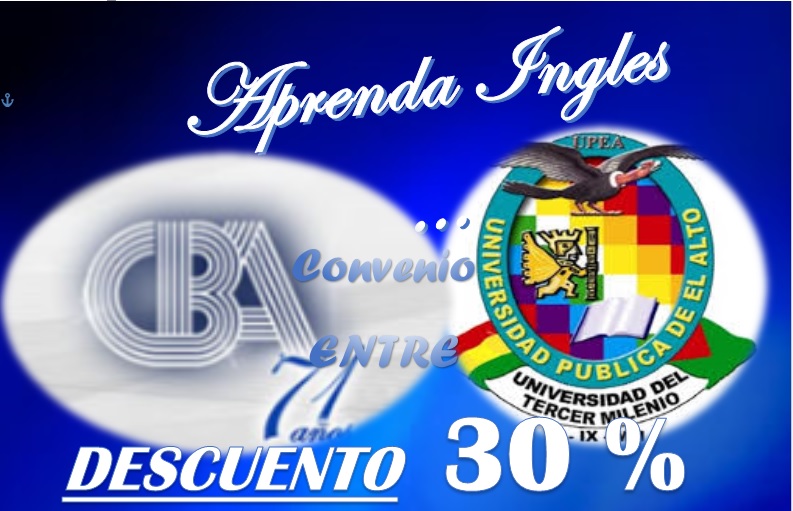 Aprenda Ingles
UPEA
UNIVERSIDAD PUBLICA DE EL ALTO
CBA
...
Convenio
ENTRE
71
años
UNIVERSIDAD DEL
TERCER MILENIO
- IX -
DESCUENTO 30 %